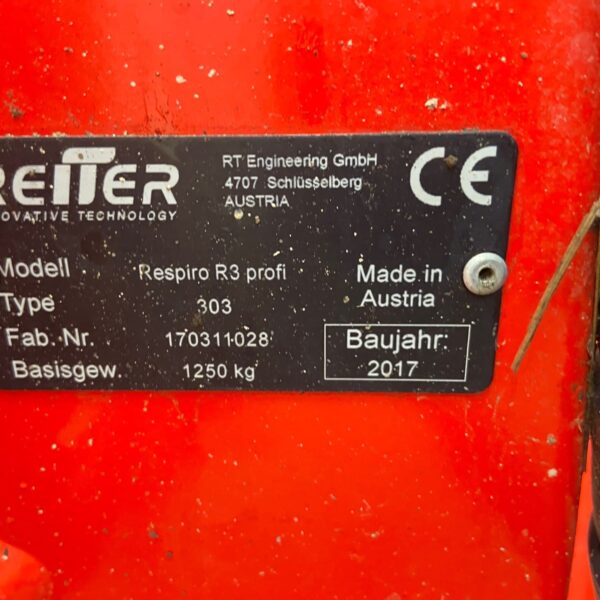 REITER
RT Engineering GmbH
4707 Schlüsselberg
AUSTRIA
CE
OVATIVE TECHNOLOGY
Modell Respiro R3 profi
Type 303
Made in
Austria
Fab. Nr. 170311028
Basisgew. 1250 kg
Baujahr:
2017